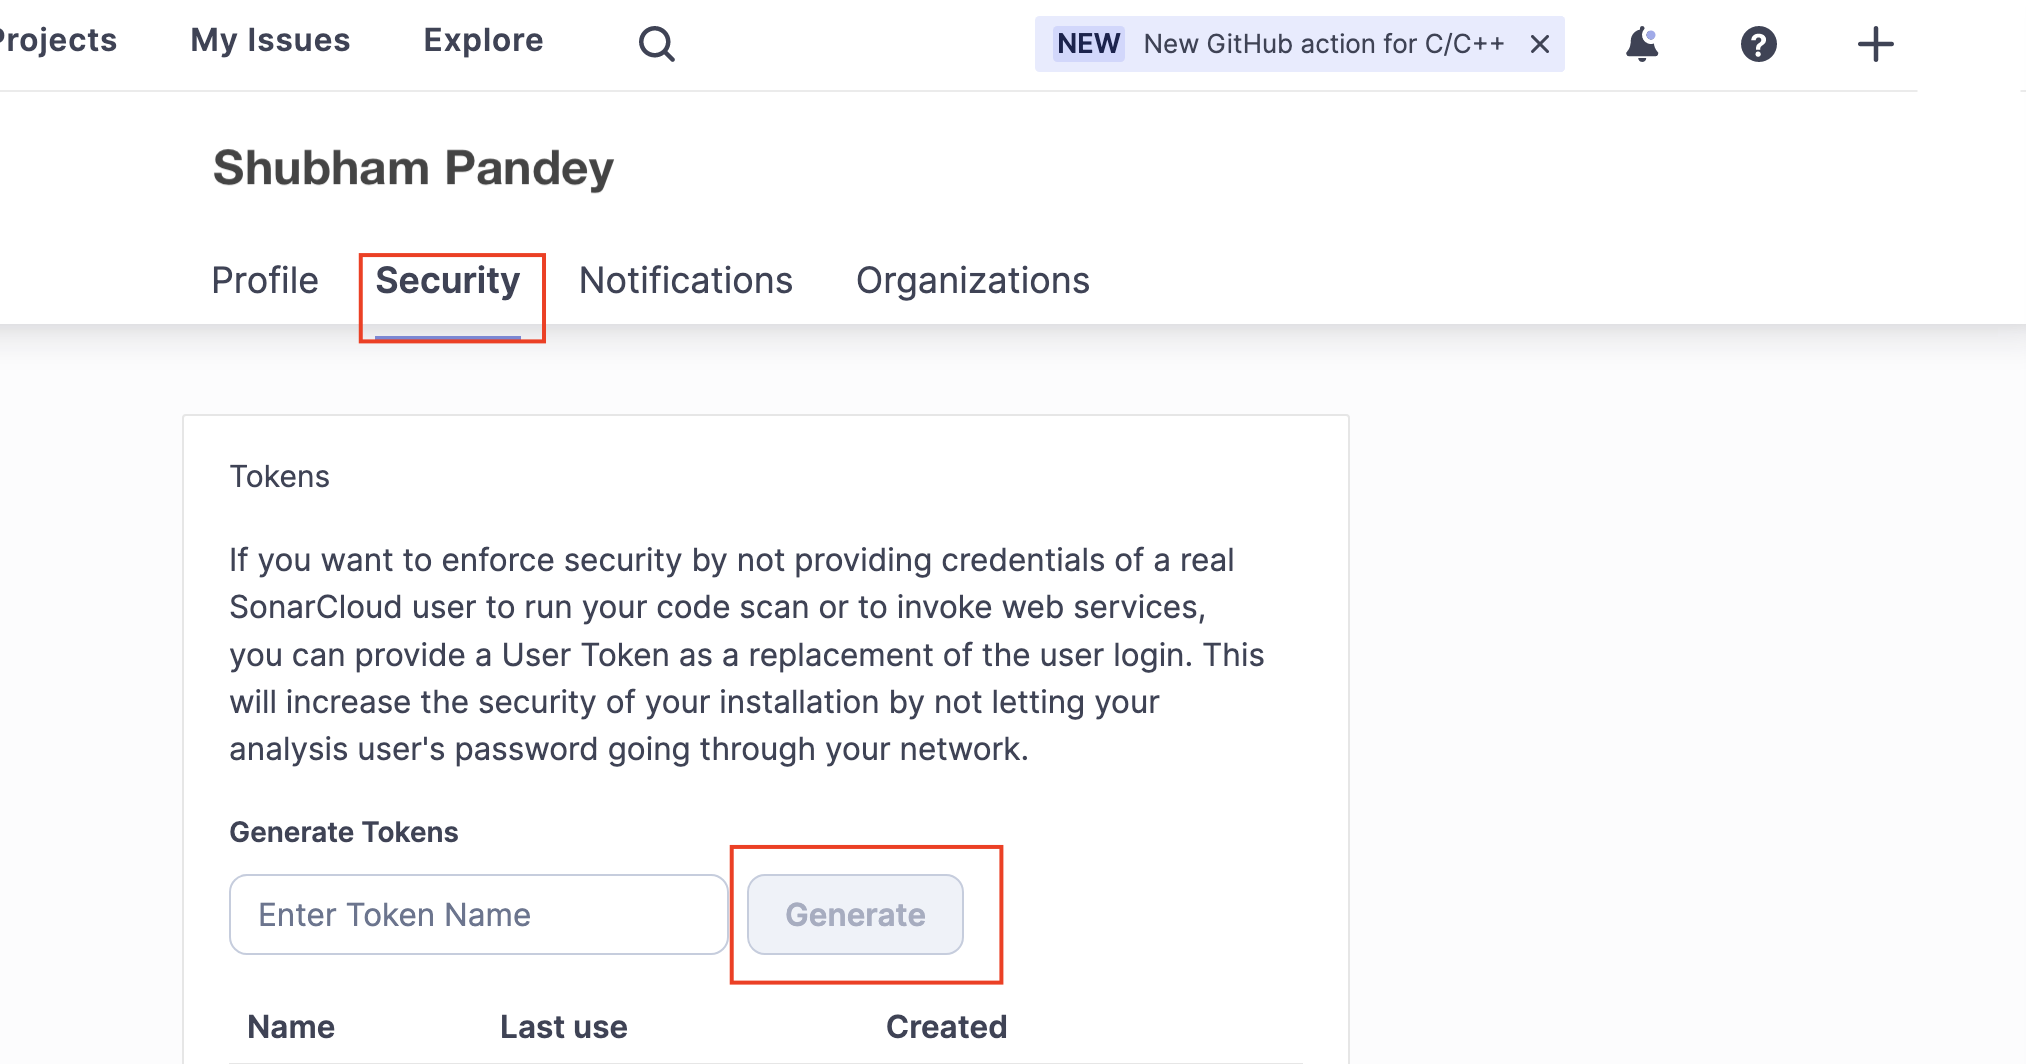 Projects My Issues Explore NEW New GitHub action for C/C++
Shubham Pandey
Profile Security Notifications Organizations
Tokens
If you want to enforce security by not providing credentials of a real
SonarCloud user to run your code scan or to invoke web services,
you can provide a User Token as a replacement of the user login. This
will increase the security of your installation by not letting your
analysis user's password going through your network.
Generate Tokens
Enter Token Name Generate
Name Last use Created